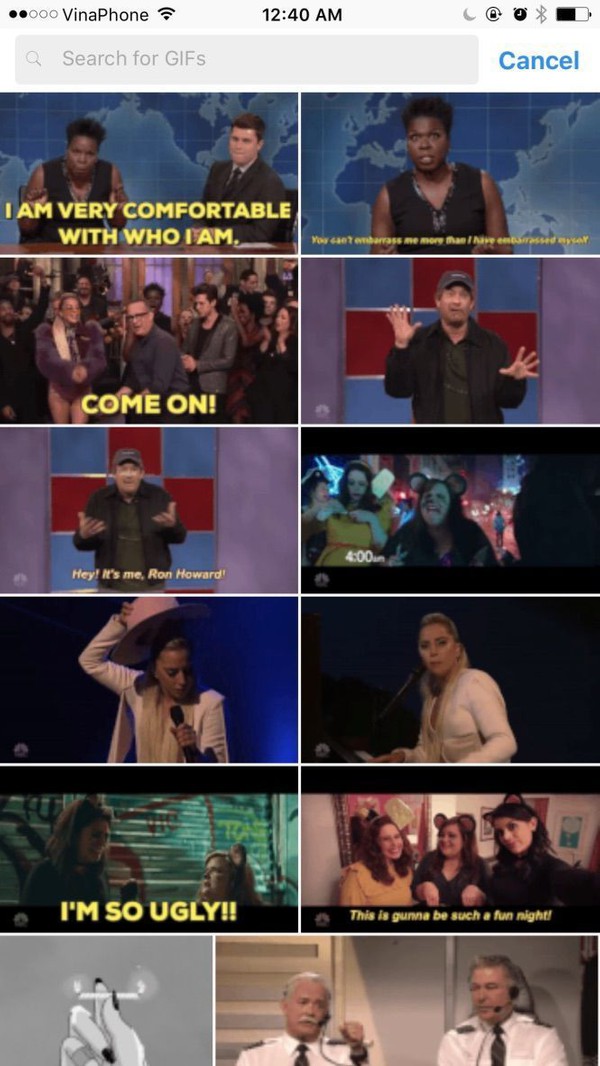 VinaPhone 12:40 AM
Search for GIFs
Cancel
I AM VERY COMFORTABLE
WITH WHO I AM.
You can't embarrass me more than I have embarrassed myself.
COME ON!
Hey! It's me, Ron Howard!
4:00am
I'M SO UGLY!!
This is gunna be such a fun night!